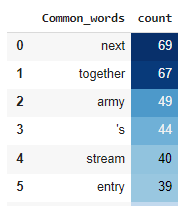 Common_words count
0 next 69
1 together 67
2 army 49
3 's 44
4 stream 40
5 entry 39